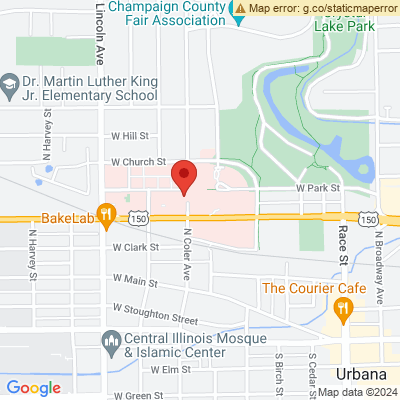 Map error: g.co/staticmaperror
Champaign County
Fair Association
Crystal
Lake Park
Lincoln Ave
Dr. Martin Luther King
Jr. Elementary School
N Harvey St
W Hill St
W Church St
W Park St
BakeLab
150
150
N Harvey St
W Clark St
N Coler Ave
Race St
N Broadway Ave
W Main St
The Courier Cafe
W Stoughton St
Central Illinois Mosque
& Islamic Center
W Elm St
S Birch St
S Cedar St
Urbana
W Green St
Google
Map data ©2024